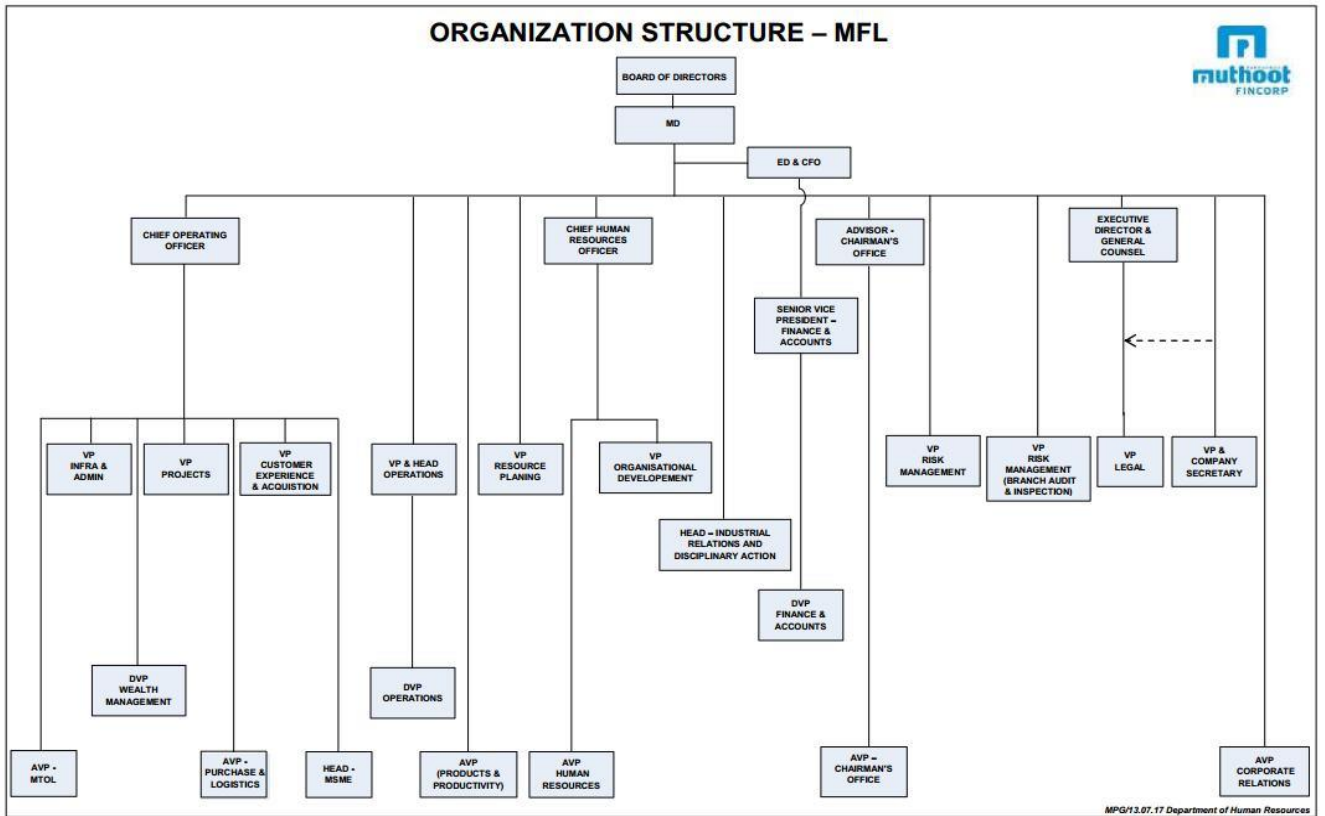 ORGANIZATION STRUCTURE – MFL
muthoot
FINCORP
BOARD OF DIRECTORS
MD
ED & CFO
CHIEF OPERATING
OFFICER
CHIEF HUMAN
RESOURCES
OFFICER
ADVISOR -
CHAIRMAN'S
OFFICE
EXECUTIVE
DIRECTOR &
GENERAL
COUNSEL
SENIOR VICE
PRESIDENT –
FINANCE &
ACCOUNTS
VP
INFRA &
ADMIN
VP
PROJECTS
VP
CUSTOMER
EXPERIENCE
& ACQUISTION
VP & HEAD
OPERATIONS
VP
RESOURCE
PLANING
VP
ORGANISATIONAL
DEVELOPEMENT
VP
RISK
MANAGEMENT
VP
RISK
MANAGEMENT
(BRANCH AUDIT
& INSPECTION)
VP
LEGAL
VP &
COMPANY
SECRETARY
HEAD – INDUSTRIAL
RELATIONS AND
DISCIPLINARY ACTION
DVP
FINANCE &
ACCOUNTS
DVP
WEALTH
MANAGEMENT
DVP
OPERATIONS
AVP -
MTOL
AVP -
PURCHASE &
LOGISTICS
HEAD -
MSME
AVP
(PRODUCTS &
PRODUCTIVITY)
AVP
HUMAN
RESOURCES
AVP –
CHAIRMAN'S
OFFICE
AVP
CORPORATE
RELATIONS
MPG/13.07.17 Department of Human Resources